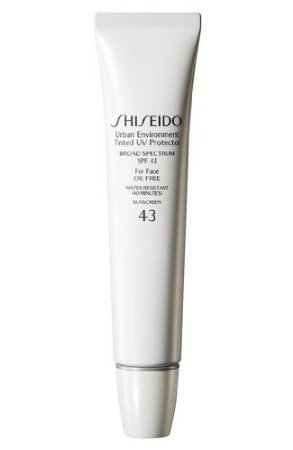 SHISEIDO
Urban Environment
Tinted UV Protector
BROAD SPECTRUM
SPF 43
For Face
OIL-FREE
WATER-RESISTANT
(40 MINUTES)
SUNSCREEN
43